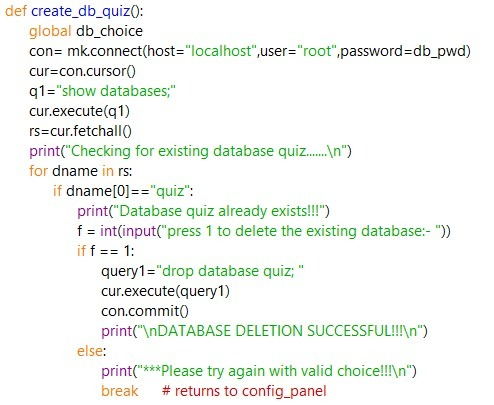 def create_db_quiz():
    global db_choice
    con= mk.connect(host="localhost",user="root",password=db_pwd)
    cur=con.cursor()
    q1="show databases;"
    cur.execute(q1)
    rs=cur.fetchall()
    print("Checking for existing database quiz.......\n")
    for dname in rs:
        if dname[0]=="quiz":
            print("Database quiz already exists!!!")
            f = int(input("press 1 to delete the existing database:- "))
            if f == 1:
                query1="drop database quiz; "
                cur.execute(query1)
                con.commit()
                print("\nDATABASE DELETION SUCCESSFUL!!!\n")
            else:
                print("***Please try again with valid choice!!!\n")
                break     # returns to config_panel